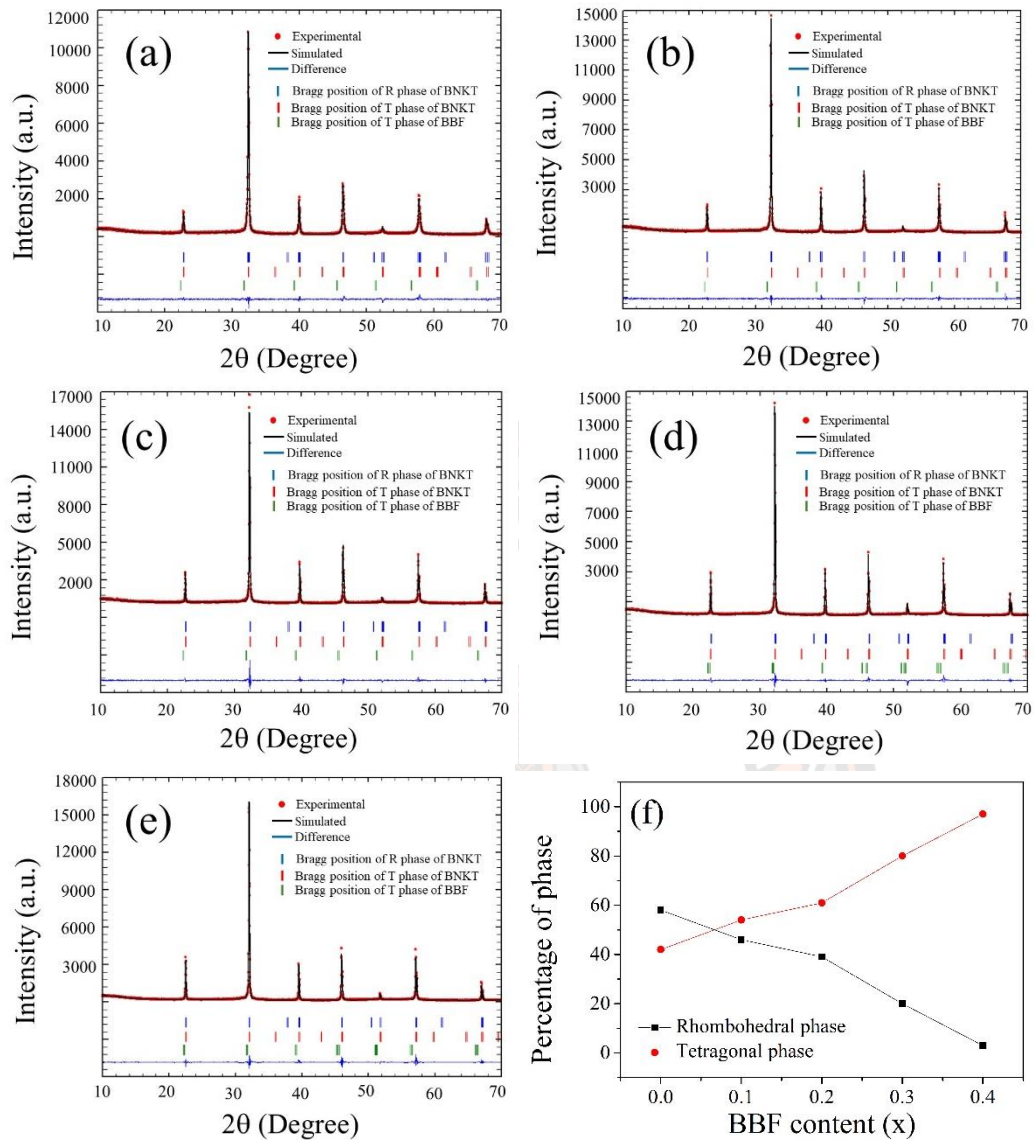 (a)
Experimental
Simulated
Difference
Bragg position of R phase of BNKT
Bragg position of T phase of BNKT
Bragg position of T phase of BBF
12000
10000
8000
6000
4000
2000
Intensity (a.u.)
10 20 30 40 50 60 70
2θ (Degree)
(b)
Experimental
Simulated
Difference
Bragg position of R phase of BNKT
Bragg position of T phase of BNKT
Bragg position of T phase of BBF
15000
12000
9000
6000
3000
Intensity (a.u.)
10 20 30 40 50 60 70
2θ (Degree)
(c)
Experimental
Simulated
Difference
Bragg position of R phase of BNKT
Bragg position of T phase of BNKT
Bragg position of T phase of BBF
17000
14000
11000
8000
5000
2000
Intensity (a.u.)
10 20 30 40 50 60 70
2θ (Degree)
(d)
Experimental
Simulated
Difference
Bragg position of R phase of BNKT
Bragg position of T phase of BNKT
Bragg position of T phase of BBF
15000
13000
9000
6000
3000
Intensity (a.u.)
10 20 30 40 50 60 70
2θ (Degree)
(e)
Experimental
Simulated
Difference
Bragg position of R phase of BNKT
Bragg position of T phase of BNKT
Bragg position of T phase of BBF
18000
15000
12000
9000
6000
3000
Intensity (a.u.)
10 20 30 40 50 60 70
2θ (Degree)
(f)
100
80
60
40
20
0
Percentage of phase
Rhombohedral phase
Tetragonal phase
0.0 0.1 0.2 0.3 0.4
BBF content (x)